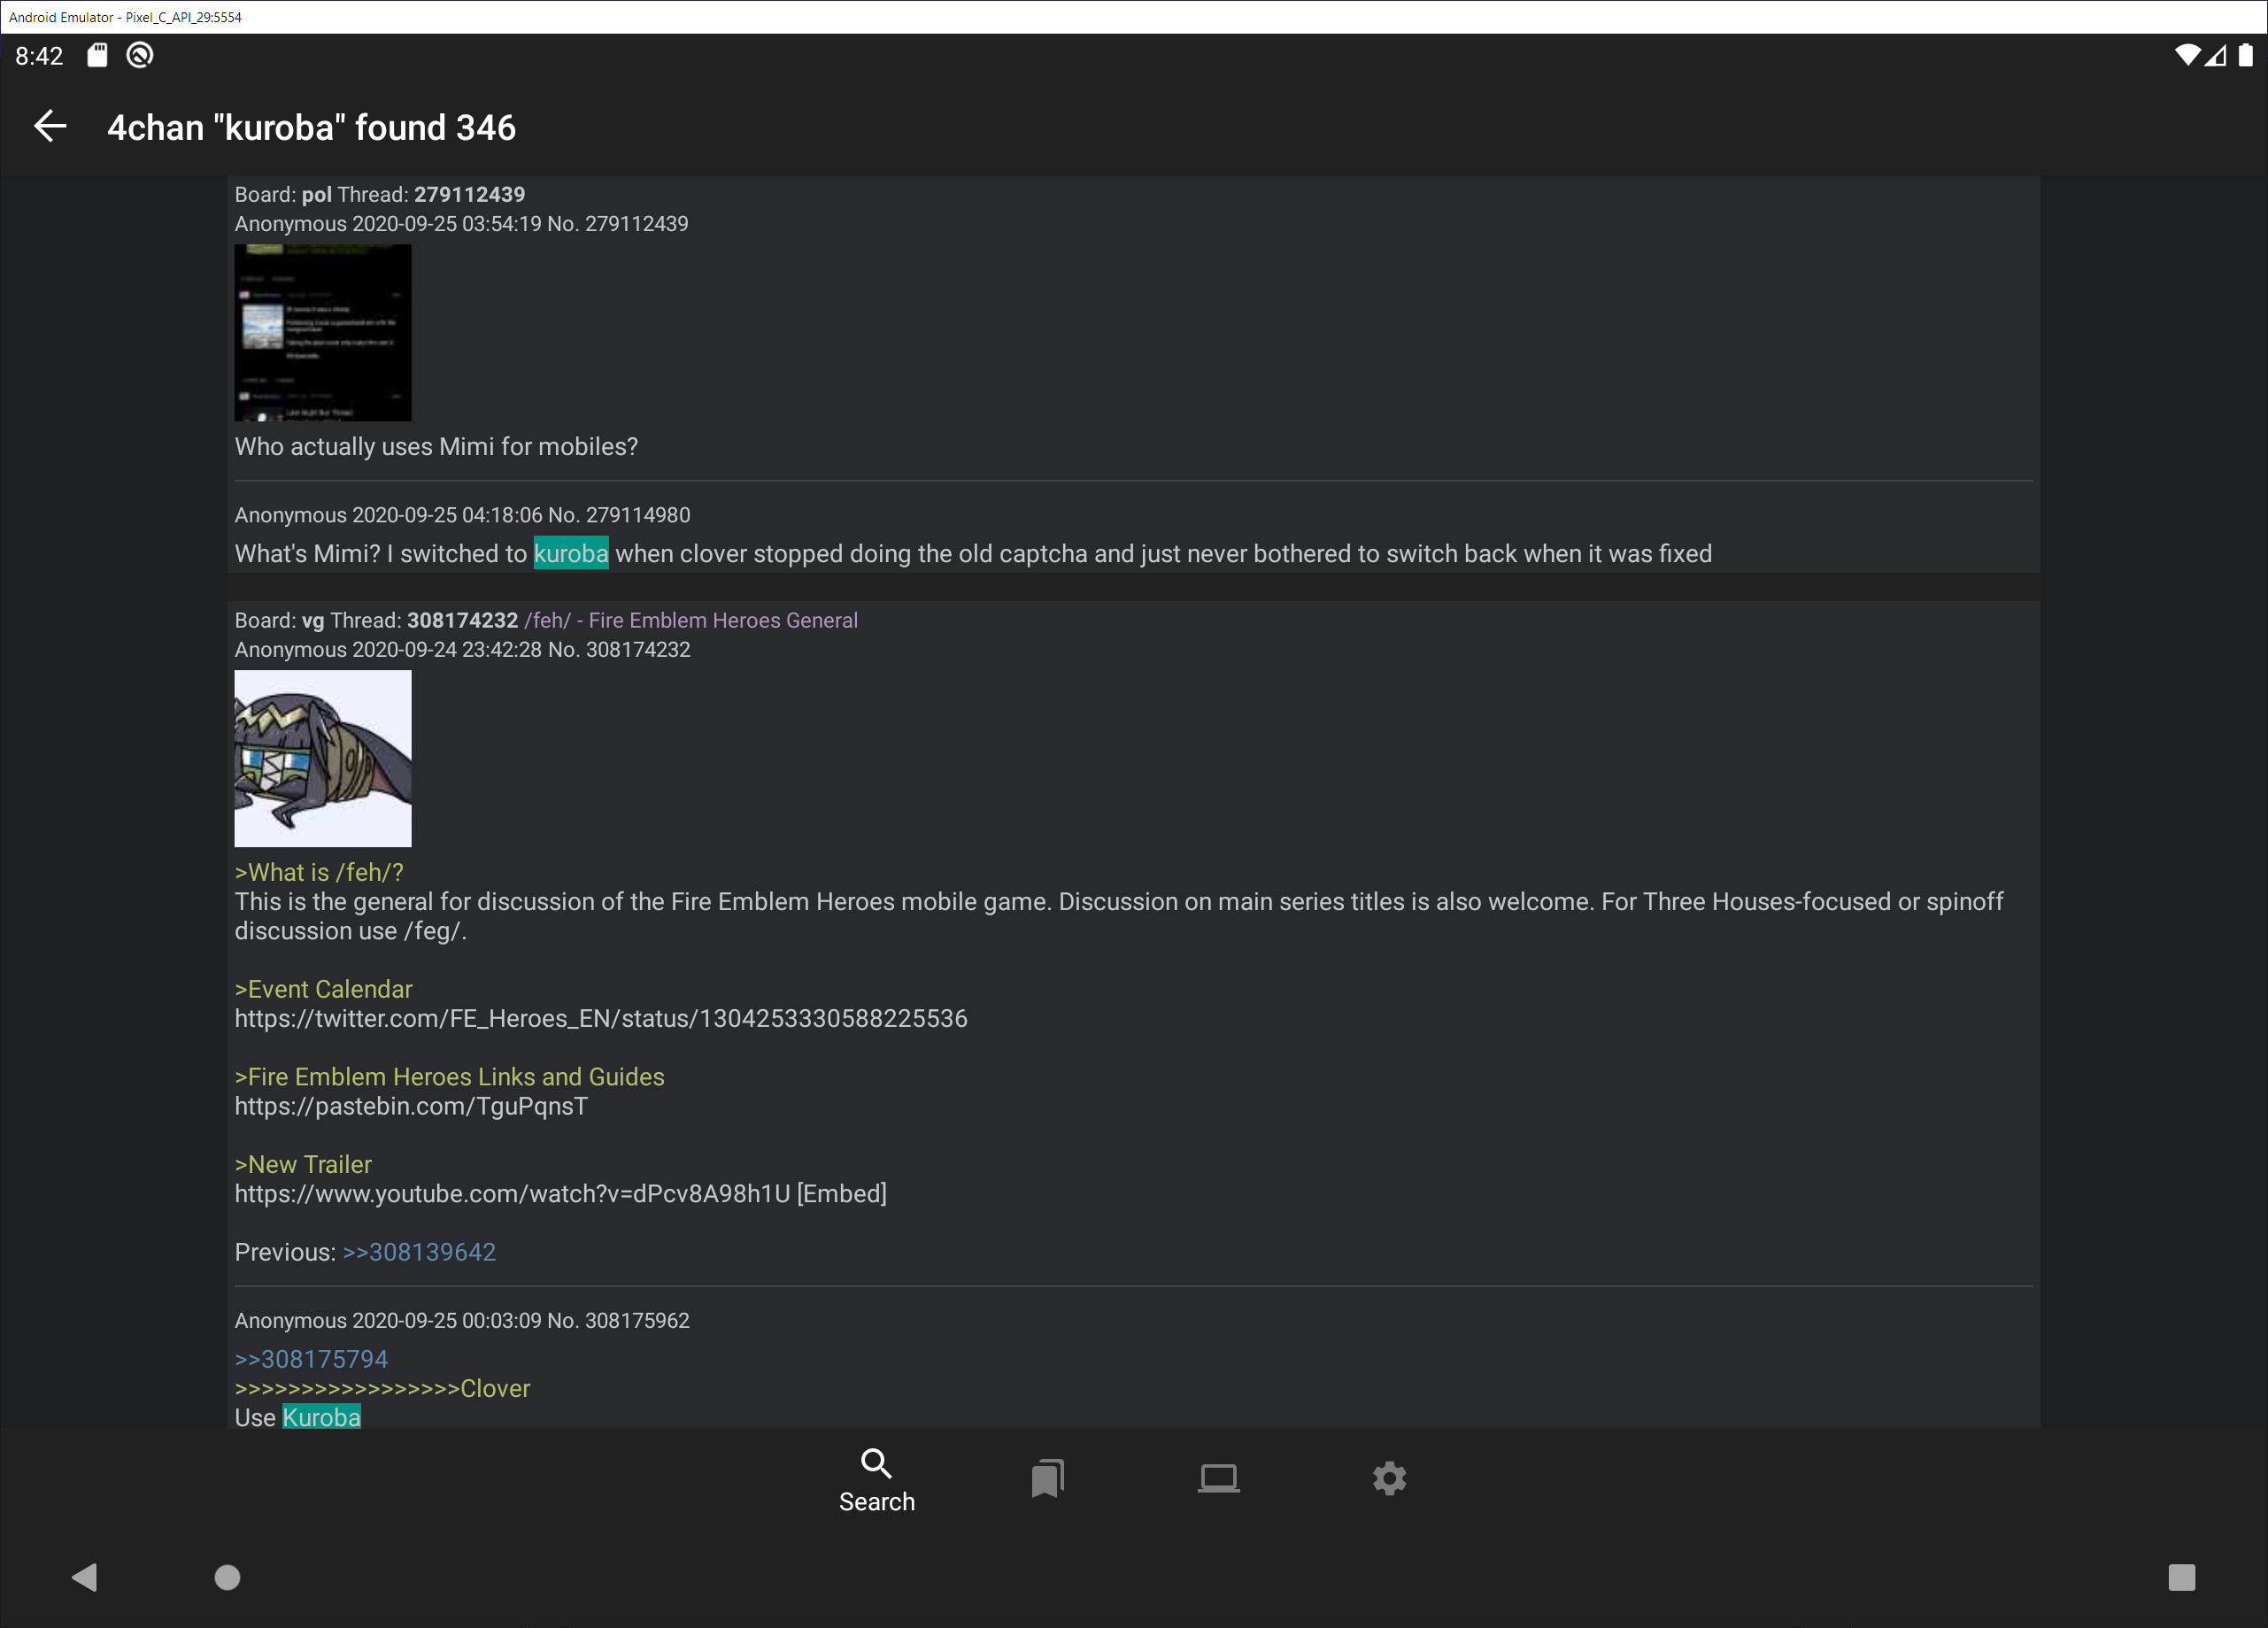 Android Emulator - Pixel_C_API_29:5554
8:42
4chan "kuroba" found 346
Board: pol Thread: 279112439
Anonymous 2020-09-25 03:54:19 No. 279112439
Who actually uses Mimi for mobiles?
Anonymous 2020-09-25 04:18:06 No. 279114980
What's Mimi? I switched to kuroba when clover stopped doing the old captcha and just never bothered to switch back when it was fixed
Board: vg Thread: 308174232 /feh/ - Fire Emblem Heroes General
Anonymous 2020-09-24 23:42:28 No. 308174232
>What is /feh/?
This is the general for discussion of the Fire Emblem Heroes mobile game. Discussion on main series titles is also welcome. For Three Houses-focused or spinoff
discussion use /feg/.
>Event Calendar
https://twitter.com/FE_Heroes_EN/status/1304253330588225536
>Fire Emblem Heroes Links and Guides
https://pastebin.com/TguPqnsT
>New Trailer
https://www.youtube.com/watch?v=dPcv8A98h1U [Embed]
Previous: >>308139642
Anonymous 2020-09-25 00:03:09 No. 308175962
>>308175794
>>>>>>>>>>>>>>>>>Clover
Use Kuroba
Search